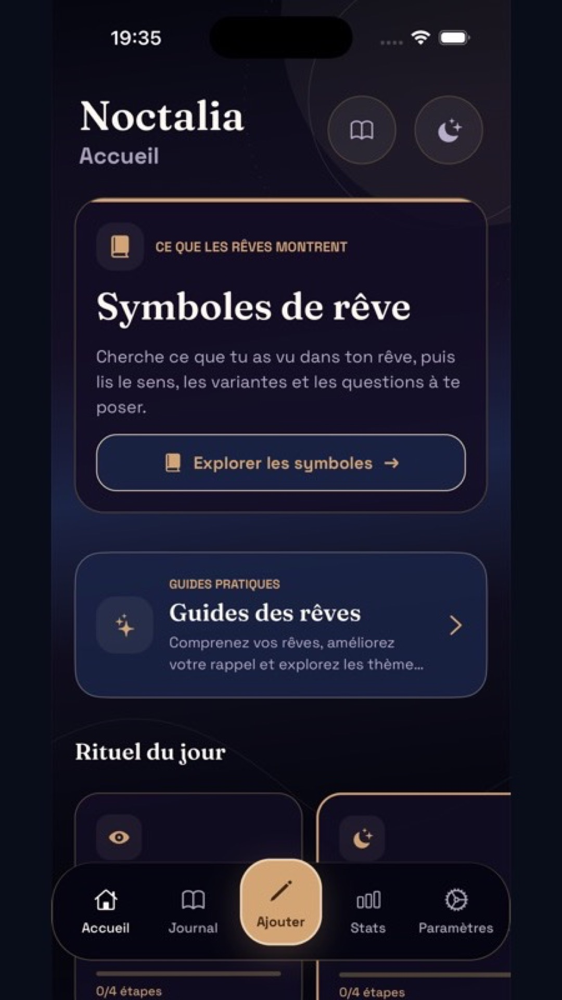 19:35
Noctalia
Accueil
CE QUE LES RÊVES MONTRENT
Symboles de rêve
Cherche ce que tu as vu dans ton rêve, puis
lis le sens, les variantes et les questions à te
poser.
Explorer les symboles →
GUIDES PRATIQUES
Guides des rêves
Comprenez vos rêves, améliorez
votre rappel et explorez les thème...
Rituel du jour
Accueil
Journal
Ajouter
Stats
Paramètres
0/4 étapes
0/4 étapes